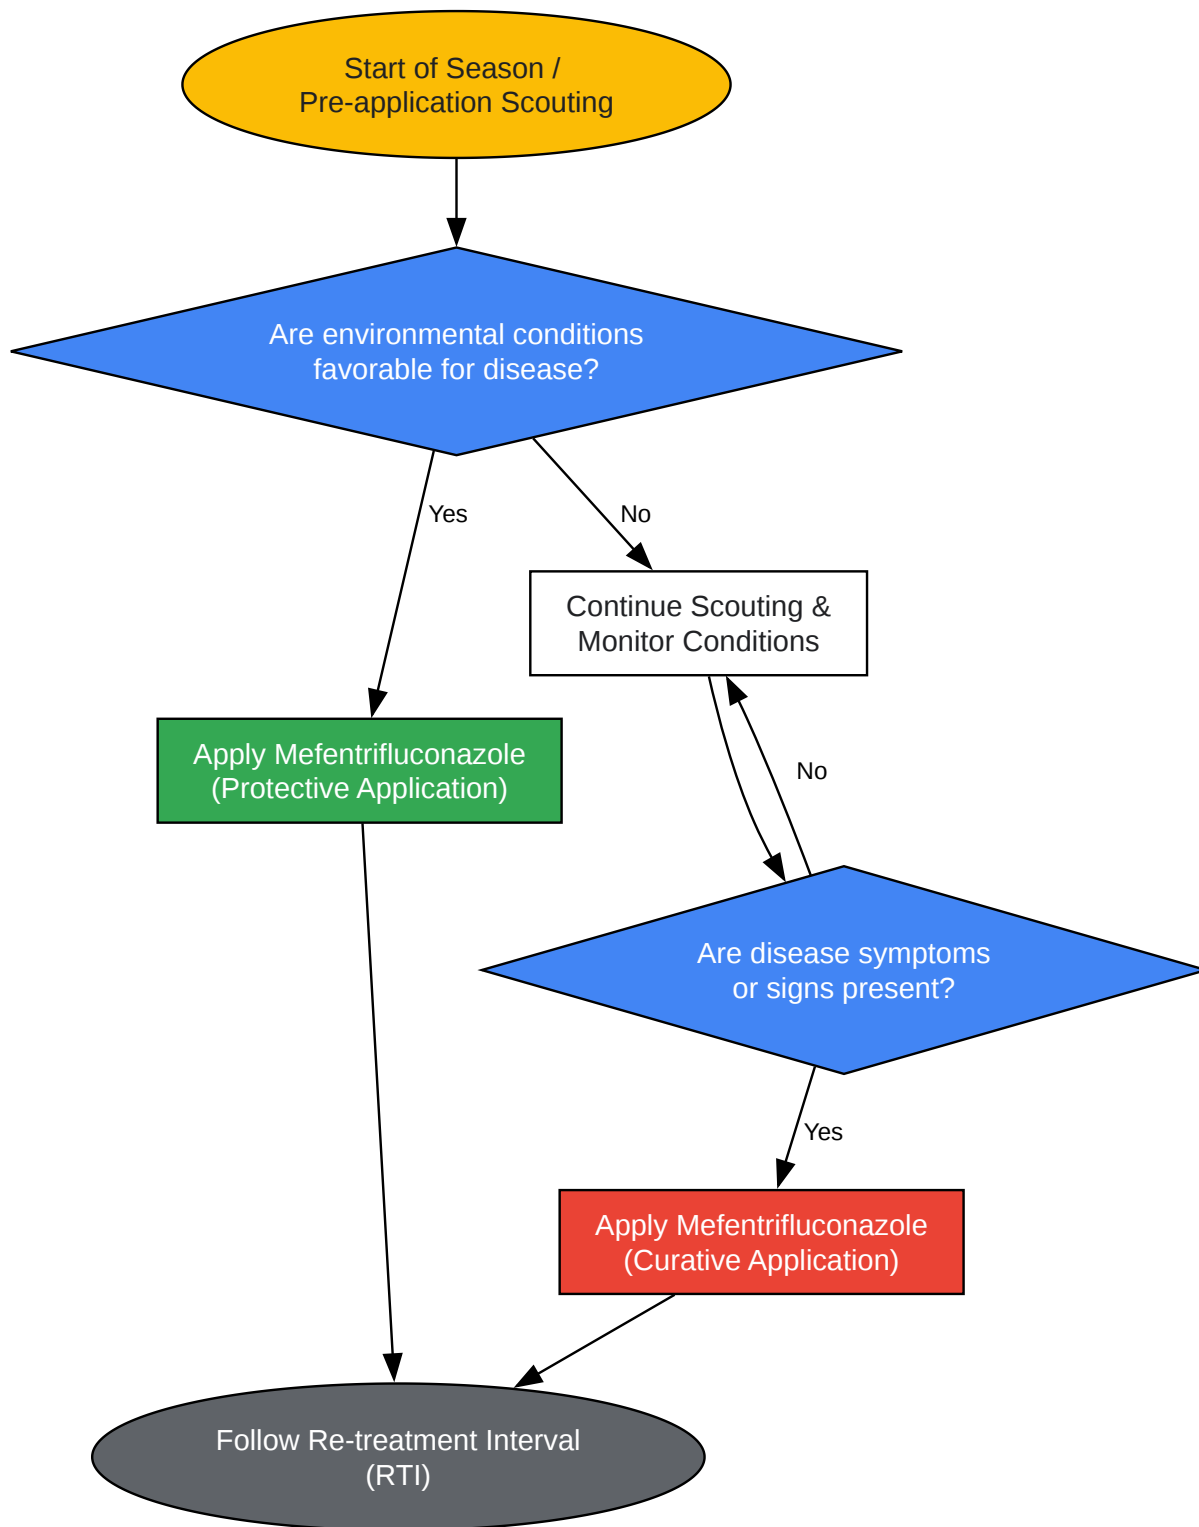 Start of Season /
Pre-application Scouting
Are environmental conditions
favorable for disease?
Yes
No
Continue Scouting &
Monitor Conditions
Apply Mefentrifluconazole
(Protective Application)
No
Are disease symptoms
or signs present?
Yes
Apply Mefentrifluconazole
(Curative Application)
Follow Re-treatment Interval
(RTI)